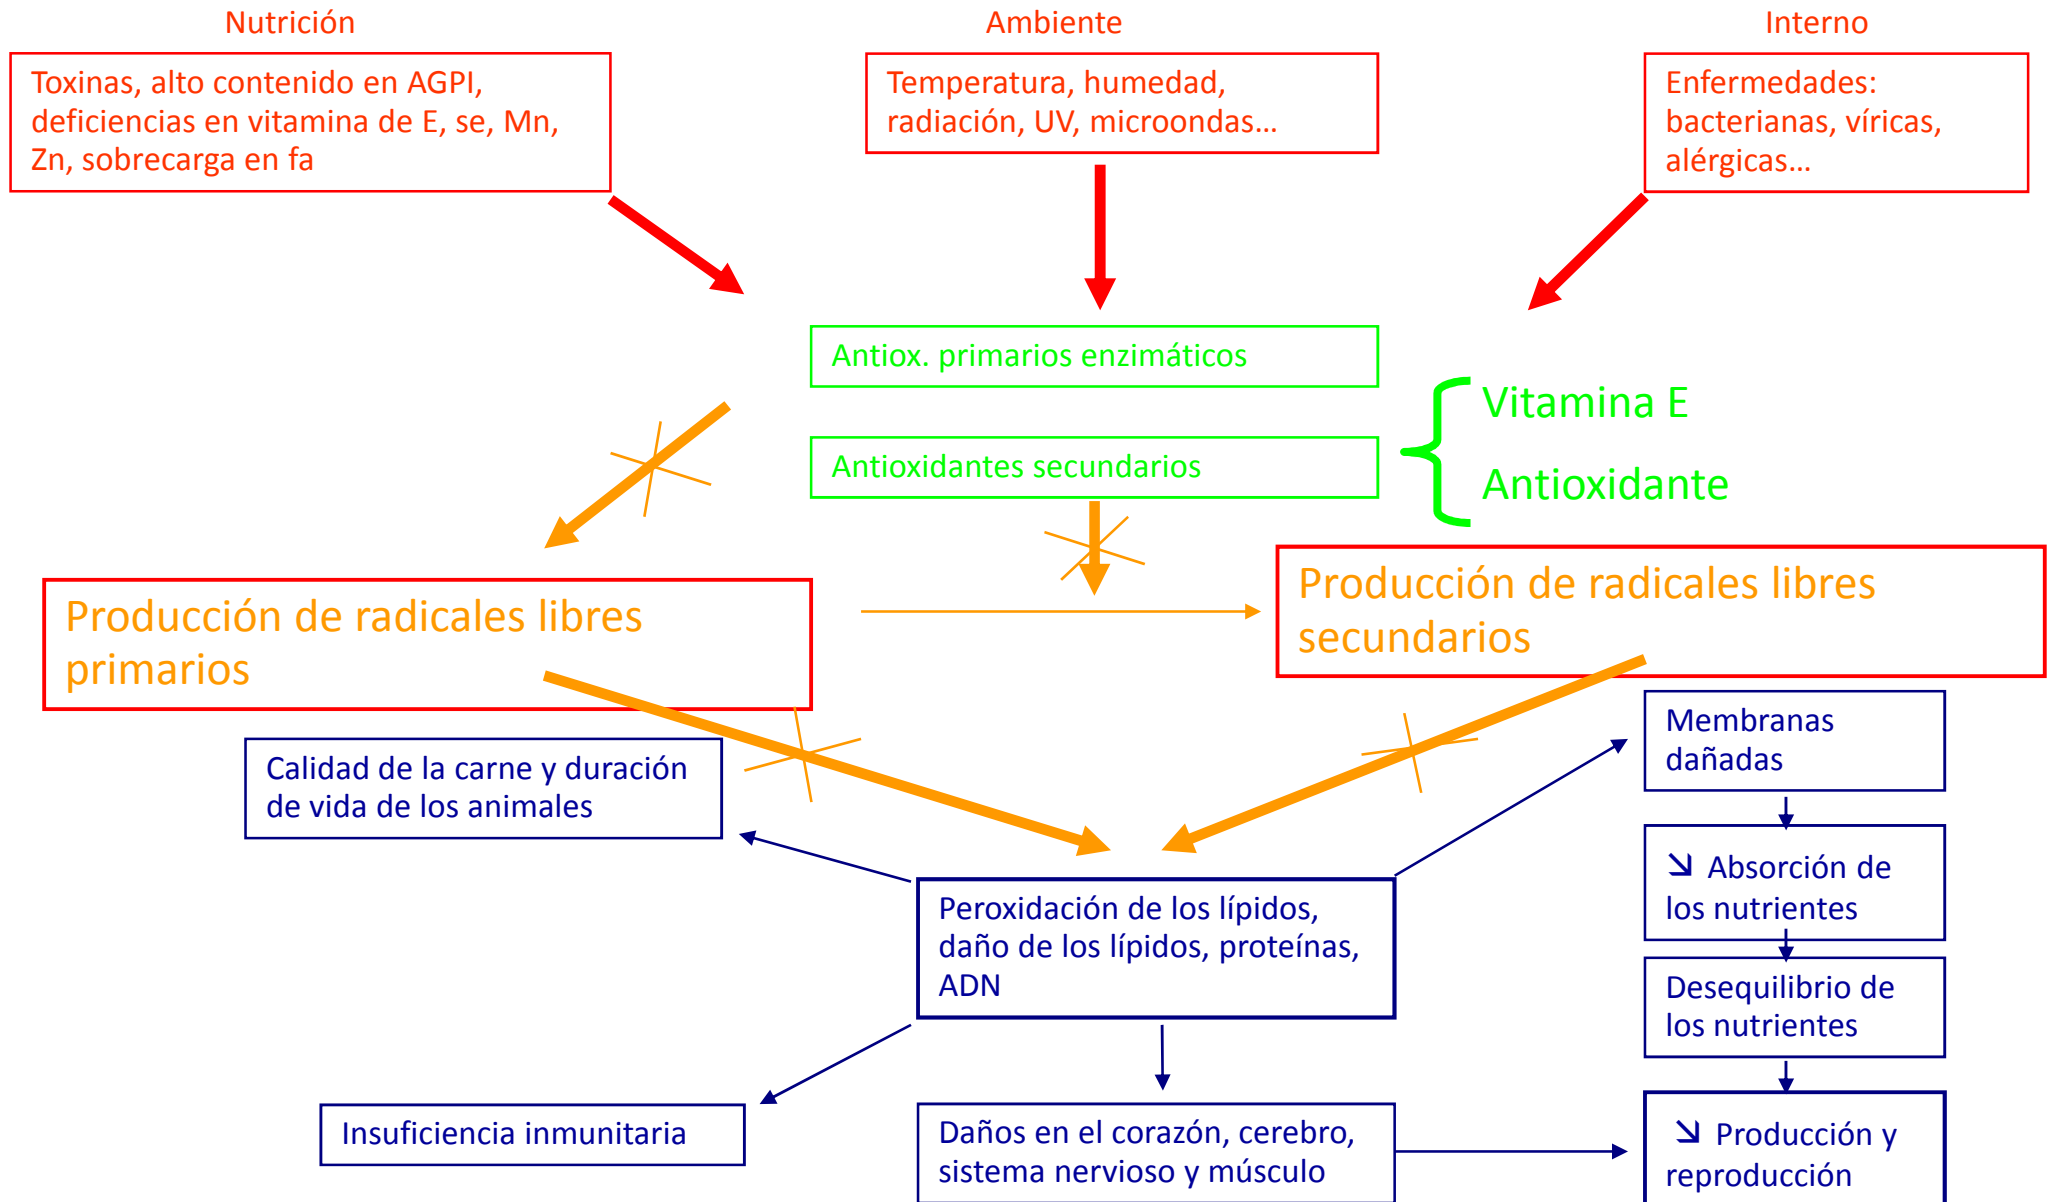 Nutrición
Ambiente
Interno
Toxinas, alto contenido en AGPI,
deficiencias en vitamina de E, se, Mn,
Zn, sobrecarga en fa
Temperatura, humedad,
radiación, UV, microondas...
Enfermedades:
bacterianas, víricas,
alérgicas...
Antiox. primarios enzimáticos
Antioxidantes secundarios
Vitamina E
Antioxidante
Producción de radicales libres
primarios
Producción de radicales libres
secundarios
Calidad de la carne y duración
de vida de los animales
Membranas
dañadas
↘ Absorción de
los nutrientes
Peroxidación de los lípidos,
daño de los lípidos, proteínas,
ADN
Desequilibrio de
los nutrientes
Insuficiencia inmunitaria
Daños en el corazón, cerebro,
sistema nervioso y músculo
↘ Producción y
reproducción